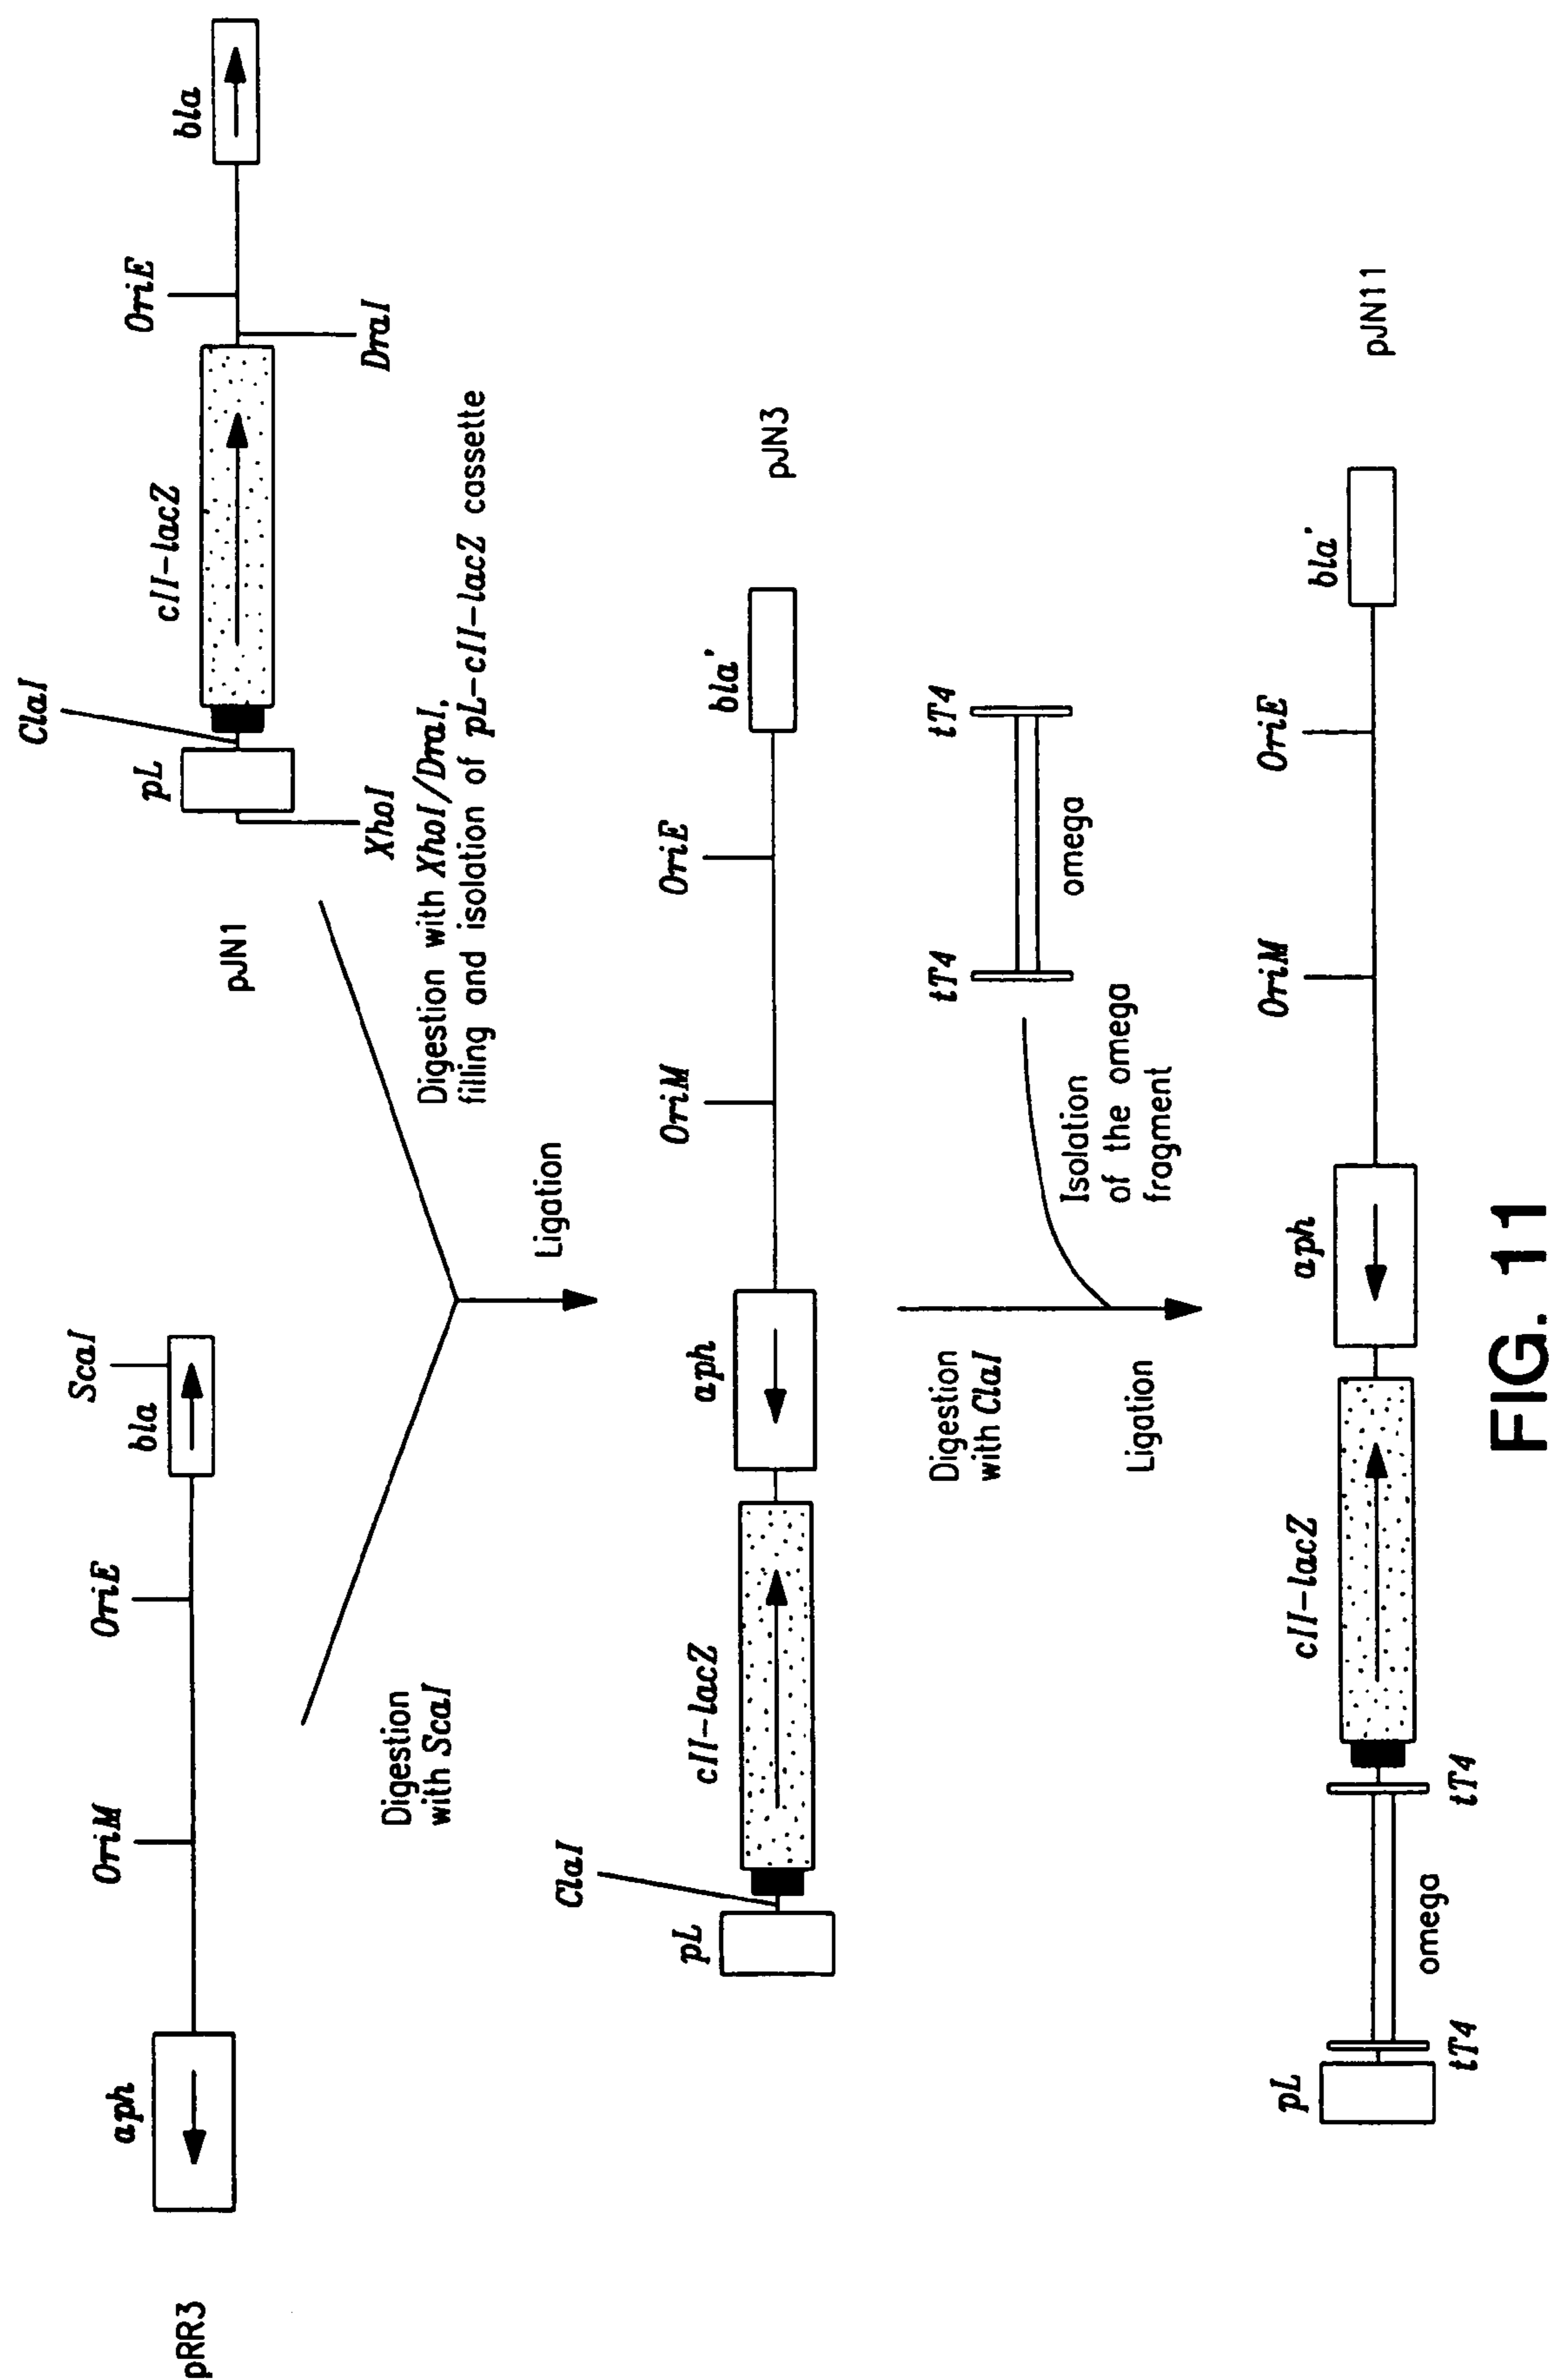 pRR3
aph
OriM
OriE
bla
ScaI
pJN1
XhoI
pL
ClaI
cII-lacZ
DraI
OriE
bla
Digestion
with ScaI
Digestion with XhoI/DraI,
filling and isolation of pL-cII-lacZ cassette
Ligation
pL
ClaI
cII-lacZ
aph
OriM
OriE
bla'
pJN3
Digestion
with ClaI
Ligation
Isolation
of the omega
fragment
tT4
omega
tT4
pL
tT4
omega
tT4
cII-lacZ
aph
OriM
OriE
bla'
pJN11
FIG. 11